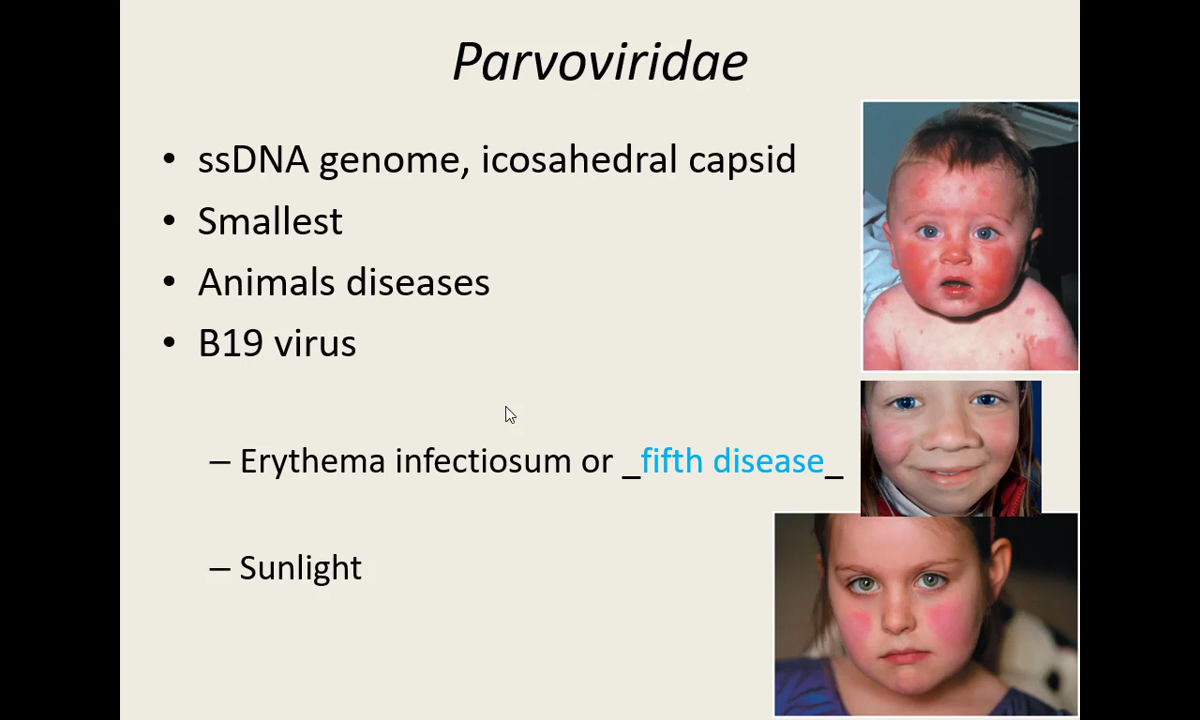 Parvoviridae
• ssDNA genome, icosahedral capsid
• Smallest
• Animals diseases
• B19 virus
– Erythema infectiosum or _fifth disease_
– Sunlight